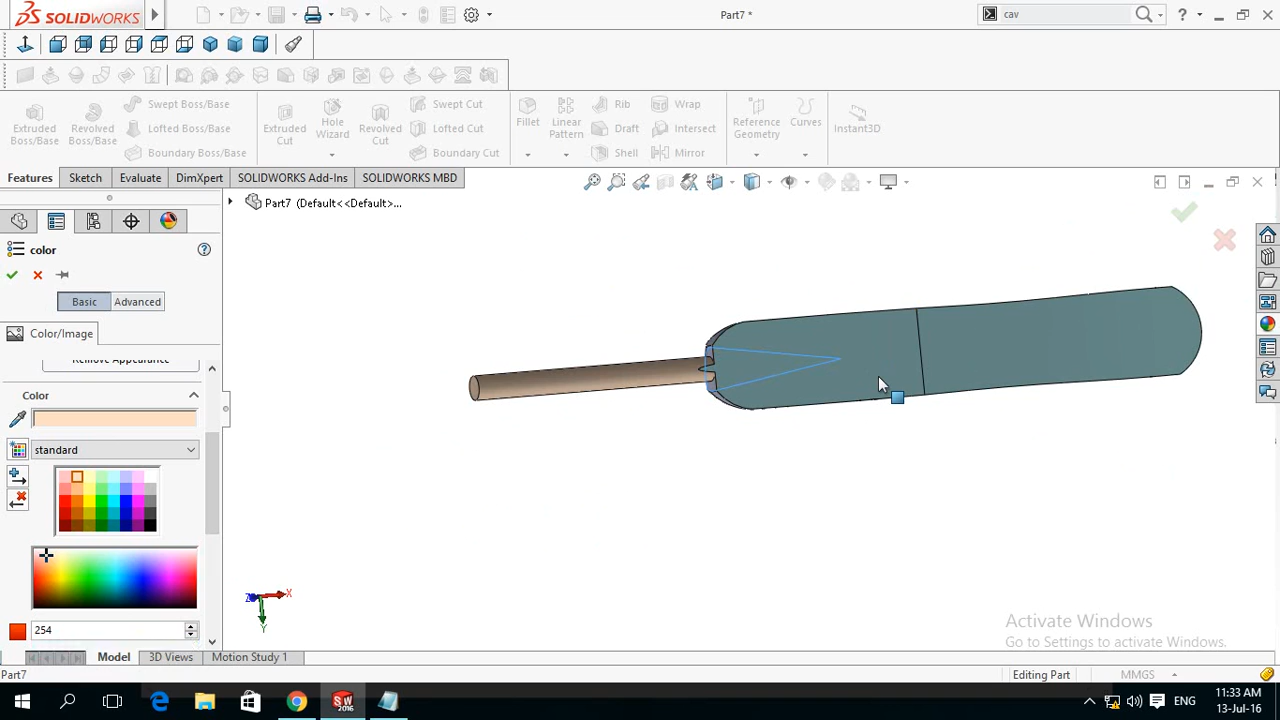 SOLIDWORKS
Part7 *
cav
Extruded Boss/Base
Revolved Boss/Base
Swept Boss/Base
Lofted Boss/Base
Boundary Boss/Base
Extruded Cut
Hole Wizard
Revolved Cut
Swept Cut
Lofted Cut
Boundary Cut
Fillet
Linear Pattern
Rib
Draft
Shell
Wrap
Intersect
Mirror
Reference Geometry
Curves
Instant3D
Features
Sketch
Evaluate
DimXpert
SOLIDWORKS Add-Ins
SOLIDWORKS MBD
Part7 (Default<<Default>...
color
Basic
Advanced
Color/Image
Remove Appearance
Color
standard
254
X
Y
Z
Activate Windows
Go to Settings to activate Windows.
Model
3D Views
Motion Study 1
Part7
Editing Part
MMGS
SW
2016
ENG
11:33 AM
13-Jul-16